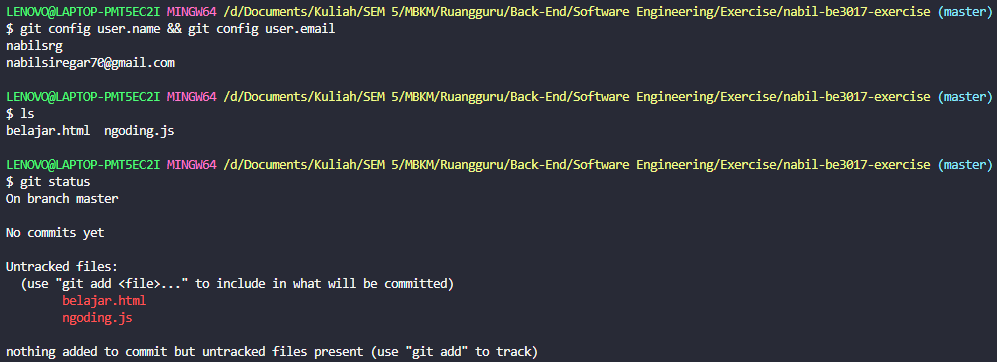 LENOVO@LAPTOP-PMT5EC2I MINGW64 /d/Documents/Kuliah/SEM 5/MBKM/Ruangguru/Back-End/Software Engineering/Exercise/nabil-be3017-exercise (master)
$ git config user.name && git config user.email
nabilsrg
nabilsiregar70@gmail.com

LENOVO@LAPTOP-PMT5EC2I MINGW64 /d/Documents/Kuliah/SEM 5/MBKM/Ruangguru/Back-End/Software Engineering/Exercise/nabil-be3017-exercise (master)
$ ls
belajar.html  ngoding.js

LENOVO@LAPTOP-PMT5EC2I MINGW64 /d/Documents/Kuliah/SEM 5/MBKM/Ruangguru/Back-End/Software Engineering/Exercise/nabil-be3017-exercise (master)
$ git status
On branch master

No commits yet

Untracked files:
  (use "git add <file>..." to include in what will be committed)
        belajar.html
        ngoding.js

nothing added to commit but untracked files present (use "git add" to track)